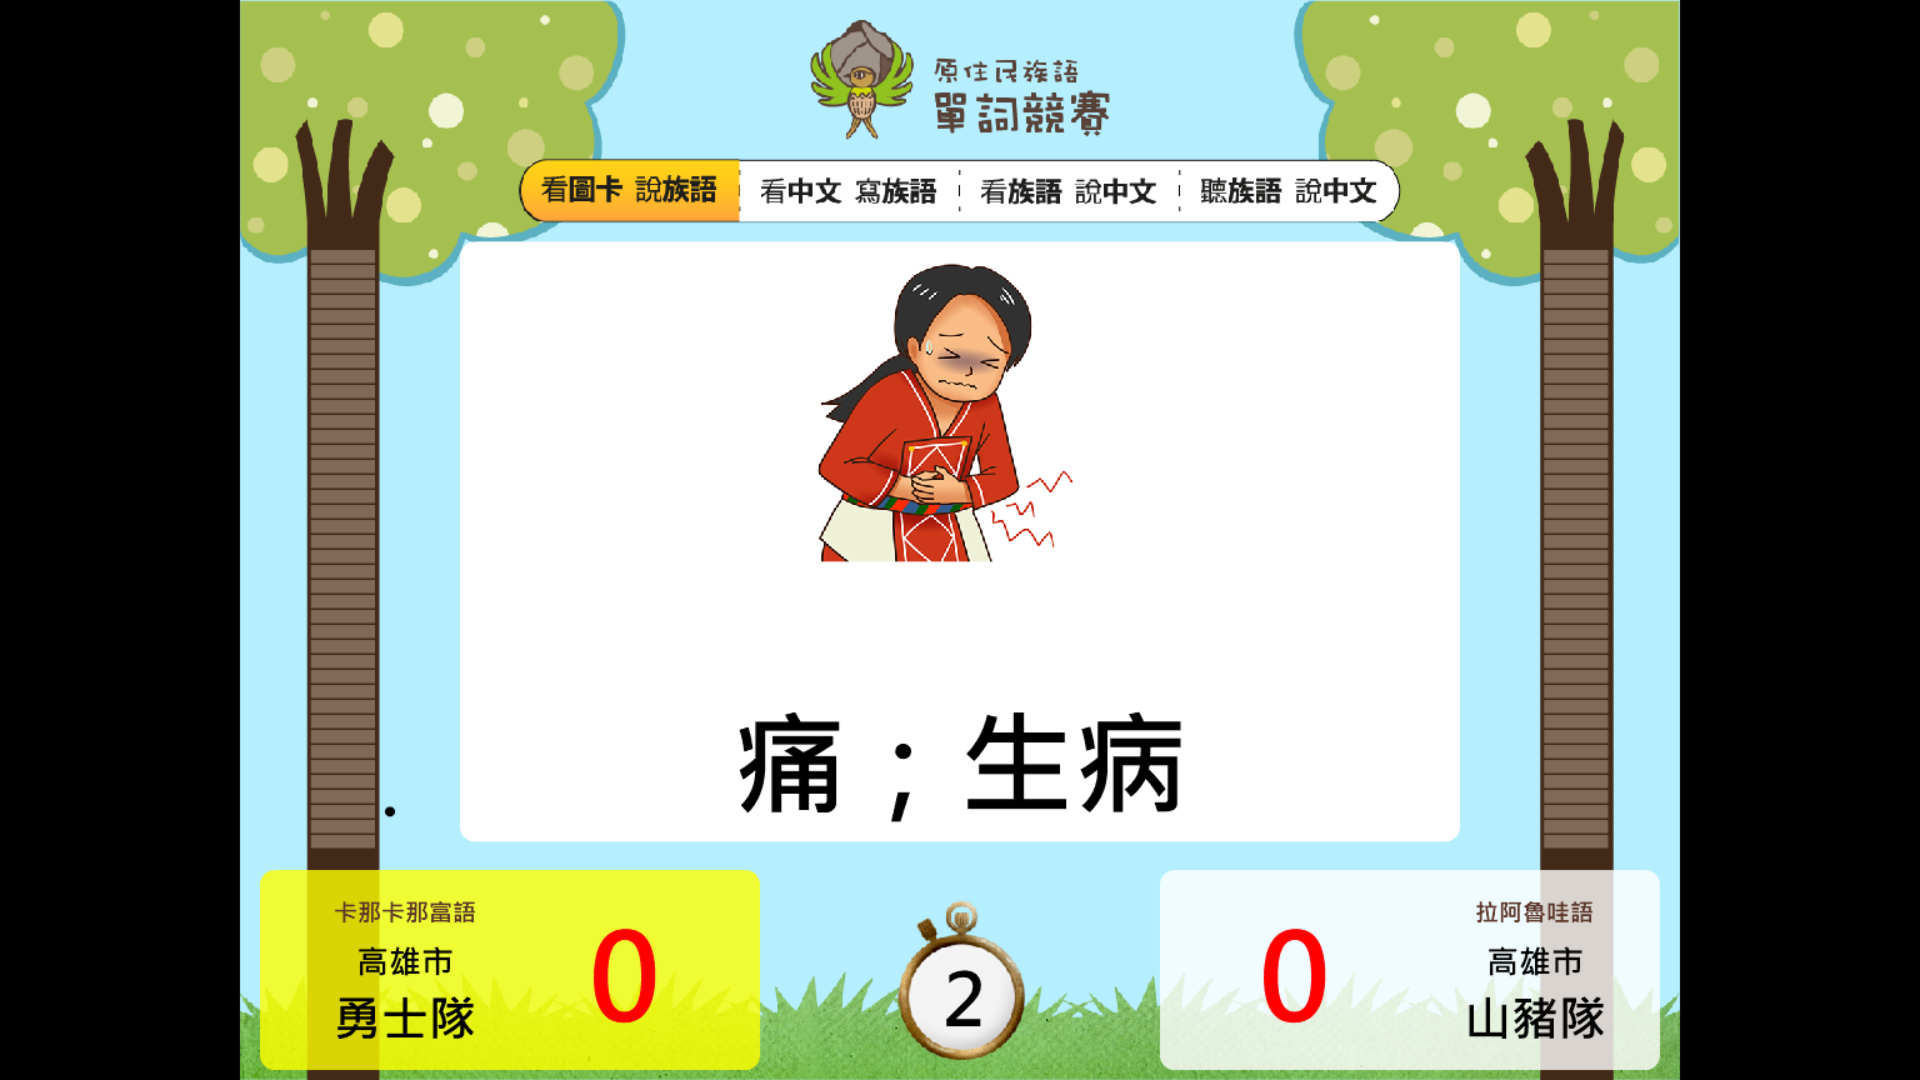 原住民族語
單詞競賽
看圖卡 說族語
看中文 寫族語
看族語 說中文
聽族語 說中文
痛；生病
卡那卡那富語
高雄市
勇士隊
0
2
0
拉阿魯哇語
高雄市
山豬隊